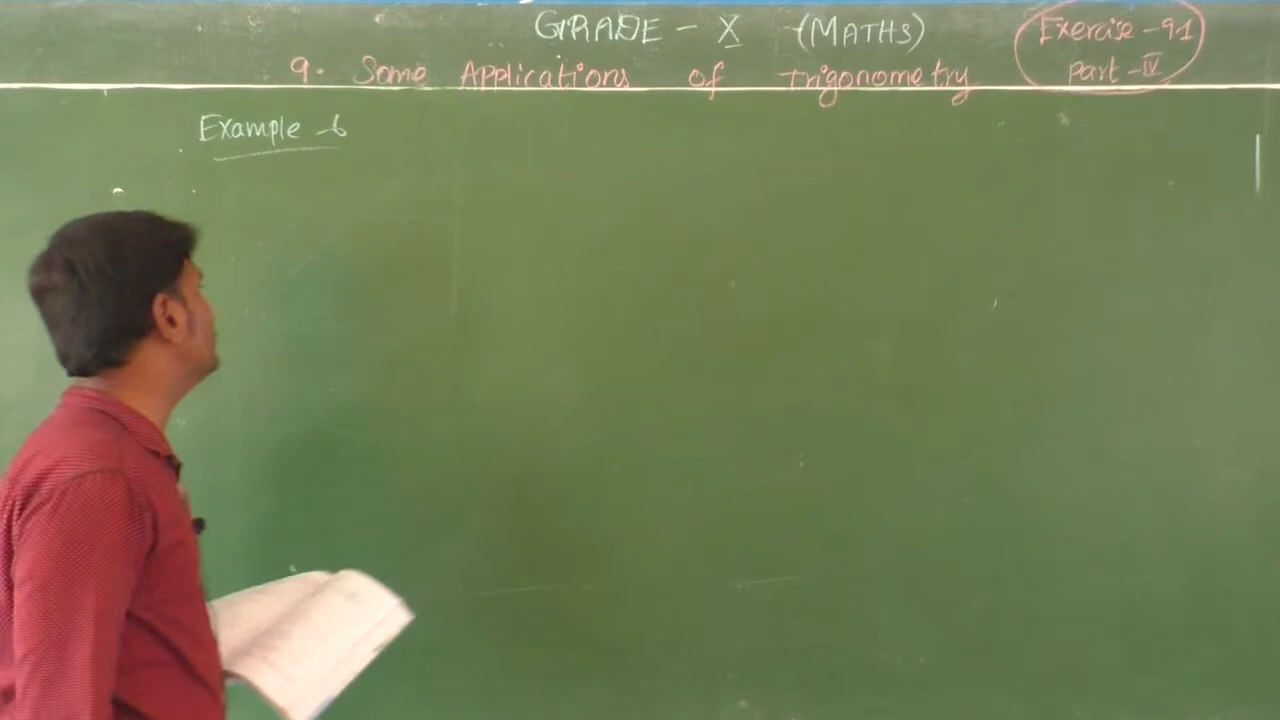 GRADE - X (MATHS)
9. Some Applications of Trigonometry
Exercise - 9.1
part - IV
Example - 6